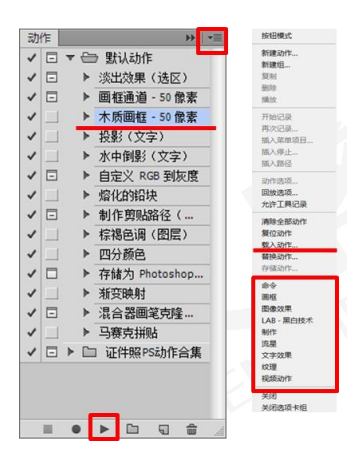 动作
默认动作
淡出效果（选区）
画框通道 - 50 像素
木质画框 - 50 像素
投影（文字）
水中倒影（文字）
自定义 RGB 到灰度
熔化的铅块
制作剪贴路径（...
棕褐色调（图层）
四分颜色
存储为 Photoshop...
渐变映射
混合器画笔克隆...
马赛克拼贴
证件照PS动作合集
按钮模式
新建动作...
新建组...
复制
删除
播放
开始记录
再次记录...
插入菜单项目...
插入停止...
插入路径
动作选项...
回放选项...
允许工具记录
清除全部动作
复位动作
载入动作...
替换动作...
存储动作...
命令
画框
图像效果
LAB - 黑白技术
制作
流星
文字效果
纹理
视频动作
关闭
关闭选项卡组